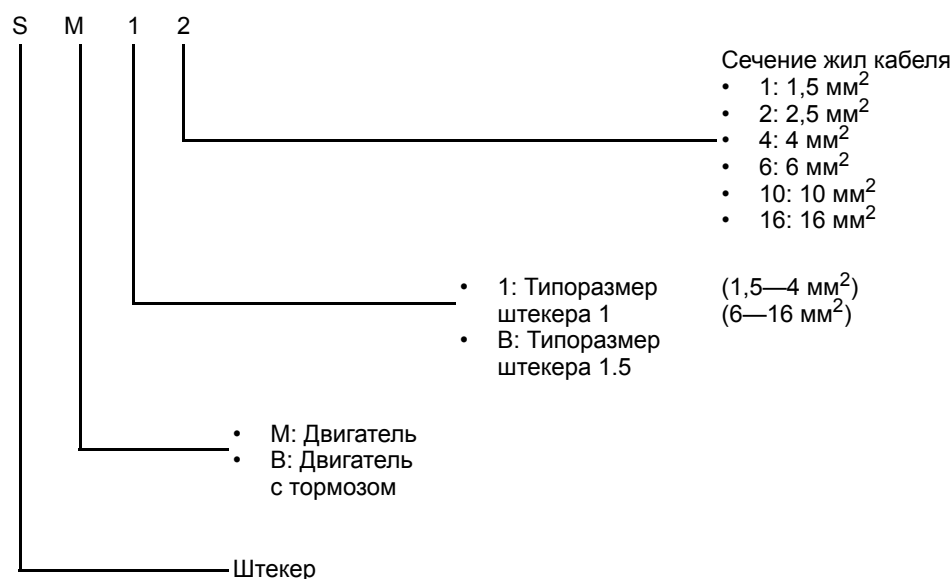 S M 1 2
Сечение жил кабеля
• 1: 1,5 мм²
• 2: 2,5 мм²
• 4: 4 мм²
• 6: 6 мм²
• 10: 10 мм²
• 16: 16 мм²
• 1: Типоразмер (1,5—4 мм²)
штекера 1 (6—16 мм²)
• B: Типоразмер
штекера 1.5
• M: Двигатель
• B: Двигатель
с тормозом
Штекер